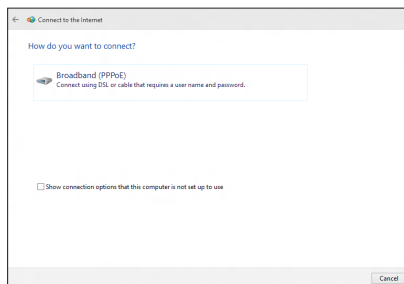 Connect to the Internet
How do you want to connect?
Broadband (PPPoE)
Connect using DSL or cable that requires a user name and password.
Show connection options that this computer is not set up to use
Cancel